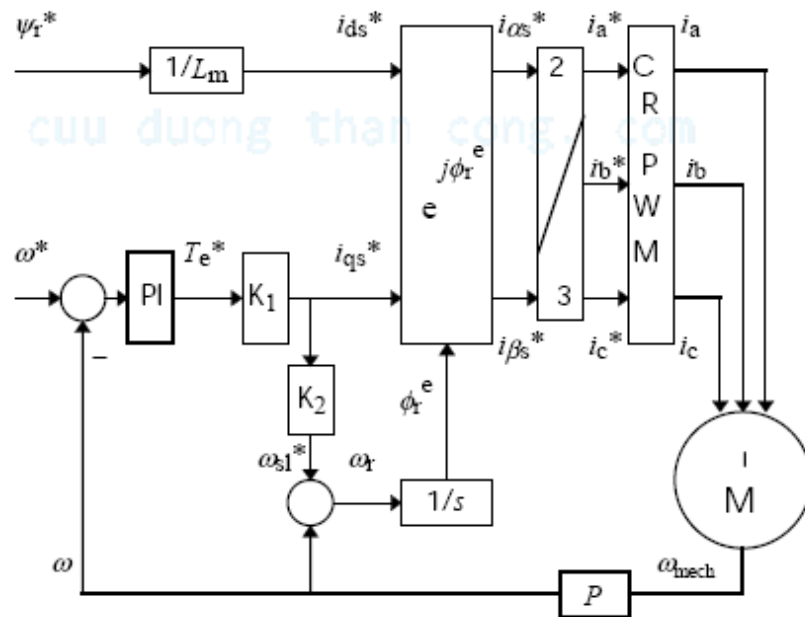 ψr* ids* iαs* ia* ia
1/Lm 2 C
R
cuu duong than cong. com
e jϕr^e ib* P ib
W
ω* Te* iqs* M
PI K1 3
− iβs* ic* ic
K2 ϕr^e
ωsl* ωr
1/s I
M
ω ωmech
P